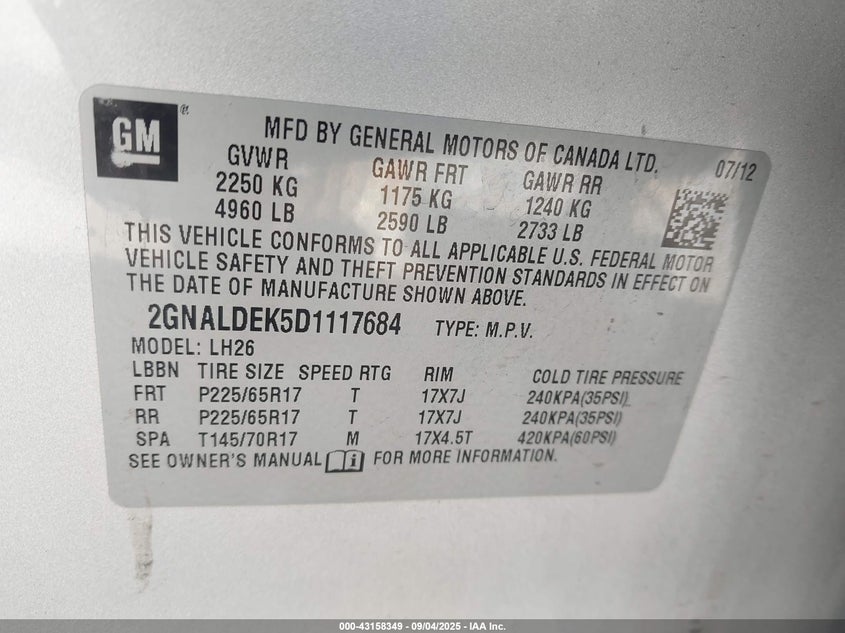 GM ®
MFD BY GENERAL MOTORS OF CANADA LTD. 07/12
GVWR GAWR FRT GAWR RR
2250 KG 1175 KG 1240 KG
4960 LB 2590 LB 2733 LB
THIS VEHICLE CONFORMS TO ALL APPLICABLE U.S. FEDERAL MOTOR
VEHICLE SAFETY AND THEFT PREVENTION STANDARDS IN EFFECT ON
THE DATE OF MANUFACTURE SHOWN ABOVE.
2GNALDEK5D1117684 TYPE: M.P.V.
MODEL: LH26
LBBN TIRE SIZE SPEED RTG RIM COLD TIRE PRESSURE
FRT P225/65R17 T 17X7J 240KPA(35PSI)
RR P225/65R17 T 17X7J 240KPA(35PSI)
SPA T145/70R17 M 17X4.5T 420KPA(60PSI)
SEE OWNER'S MANUAL FOR MORE INFORMATION.
000-43158349 - 09/04/2025 - IAA Inc.